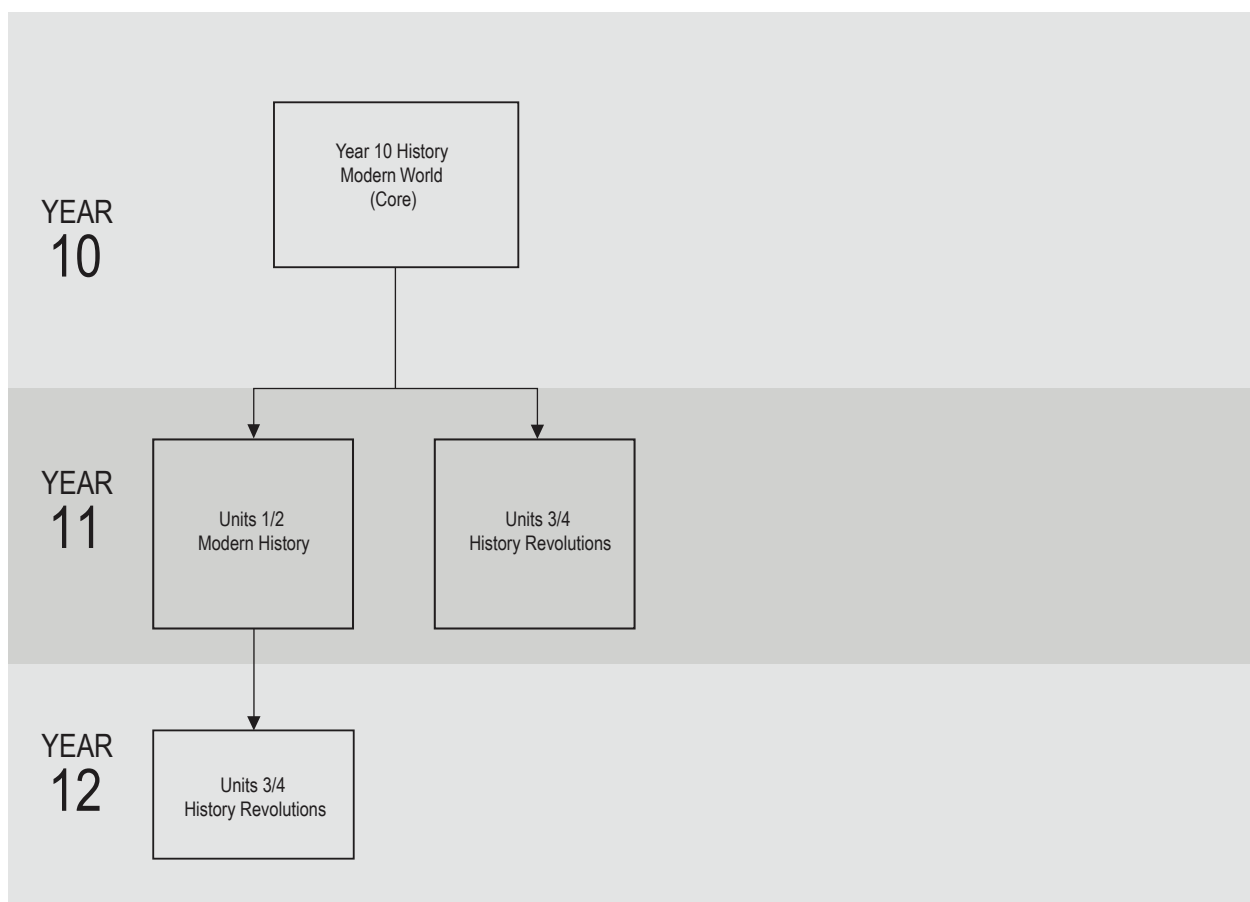 YEAR
10
Year 10 History
Modern World
(Core)
YEAR
11
Units 1/2
Modern History
Units 3/4
History Revolutions
YEAR
12
Units 3/4
History Revolutions